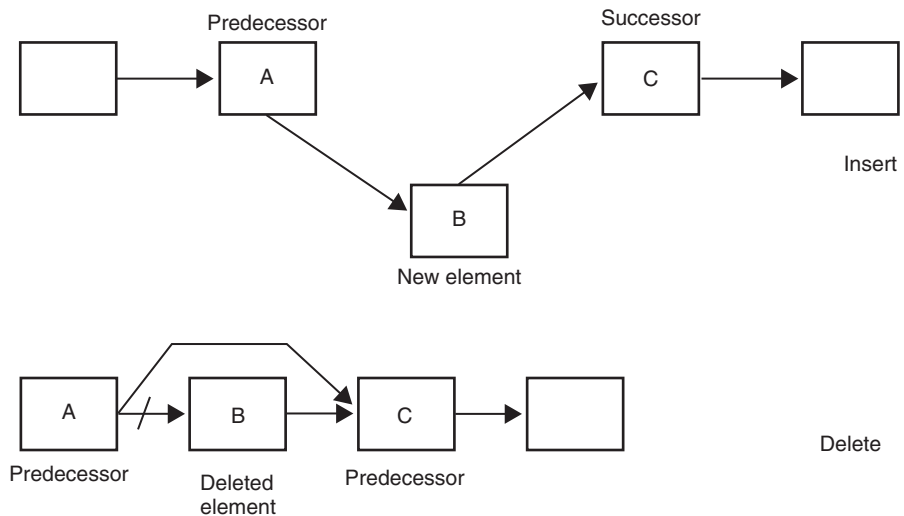 Predecessor
Successor
A
C
Insert
B
New element
A
B
C
Predecessor
Deleted
element
Predecessor
Delete